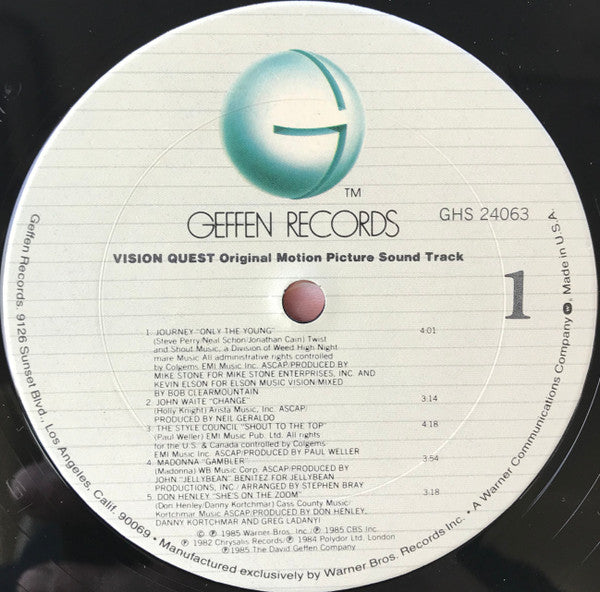 TM
GEFFEN RECORDS
GHS 24063
VISION QUEST Original Motion Picture Sound Track
1
1. JOURNEY "ONLY THE YOUNG" 4:01
(Steve Perry/Neal Schon/Jonathan Cain) Twist
and Shout Music, a Division of Weed High Night
mare Music All administrative rights controlled
by Colgems EMI Music Inc. ASCAP/PRODUCED BY
MIKE STONE FOR MIKE STONE ENTERPRISES, INC. AND
KEVIN ELSON FOR ELSON MUSIC VISION/MIXED
BY BOB CLEARMOUNTAIN
2. JOHN WAITE "CHANGE" 3:14
(Holly Knight) Arista Music, Inc. ASCAP/
PRODUCED BY NEIL GERALDO
3. THE STYLE COUNCIL "SHOUT TO THE TOP" 4:18
(Paul Weller) EMI Music Pub. Ltd. All rights
for the U.S. & Canada controlled by Colgems
EMI Music Inc. ASCAP/PRODUCED BY PAUL WELLER
4. MADONNA "GAMBLER" 3:54
(Madonna) WB Music Corp. ASCAP/PRODUCED BY
JOHN "JELLYBEAN" BENITEZ FOR JELLYBEAN
PRODUCTIONS, INC./ ARRANGED BY STEPHEN BRAY
5. DON HENLEY "SHE'S ON THE ZOOM" 3:18
(Don Henley/Danny Kortchmar) Cass County Music/
Kortchmar Music ASCAP/PRODUCED BY DON HENLEY,
DANNY KORTCHMAR AND GREG LADANYI
© ℗ 1985 Warner Bros. Inc./ ℗ 1985 CBS Inc.
℗ 1982 Chrysalis Records/ ℗ 1984 Polydor Ltd. London
℗ 1985 The David Geffen Company
Geffen Records, 9126 Sunset Blvd., Los Angeles, Calif. 90069 • Manufactured exclusively by Warner Bros. Records Inc. • A Warner Communications Company. Made in U.S.A.